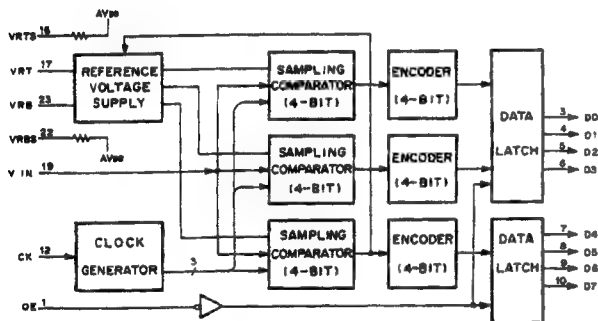 VRTS 16 AVDD
VRT 17
VRB 23
VRBS 22
AVSS
V IN 19
REFERENCE
VOLTAGE
SUPPLY
SAMPLING
COMPARATOR
(4-BIT)
ENCODER
(4-BIT)
SAMPLING
COMPARATOR
(4-BIT)
ENCODER
(4-BIT)
DATA
LATCH
3 D0
4 D1
5 D2
6 D3
CK 12
CLOCK
GENERATOR
3
SAMPLING
COMPARATOR
(4-BIT)
ENCODER
(4-BIT)
DATA
LATCH
7 D4
8 D5
9 D6
10 D7
OE 1